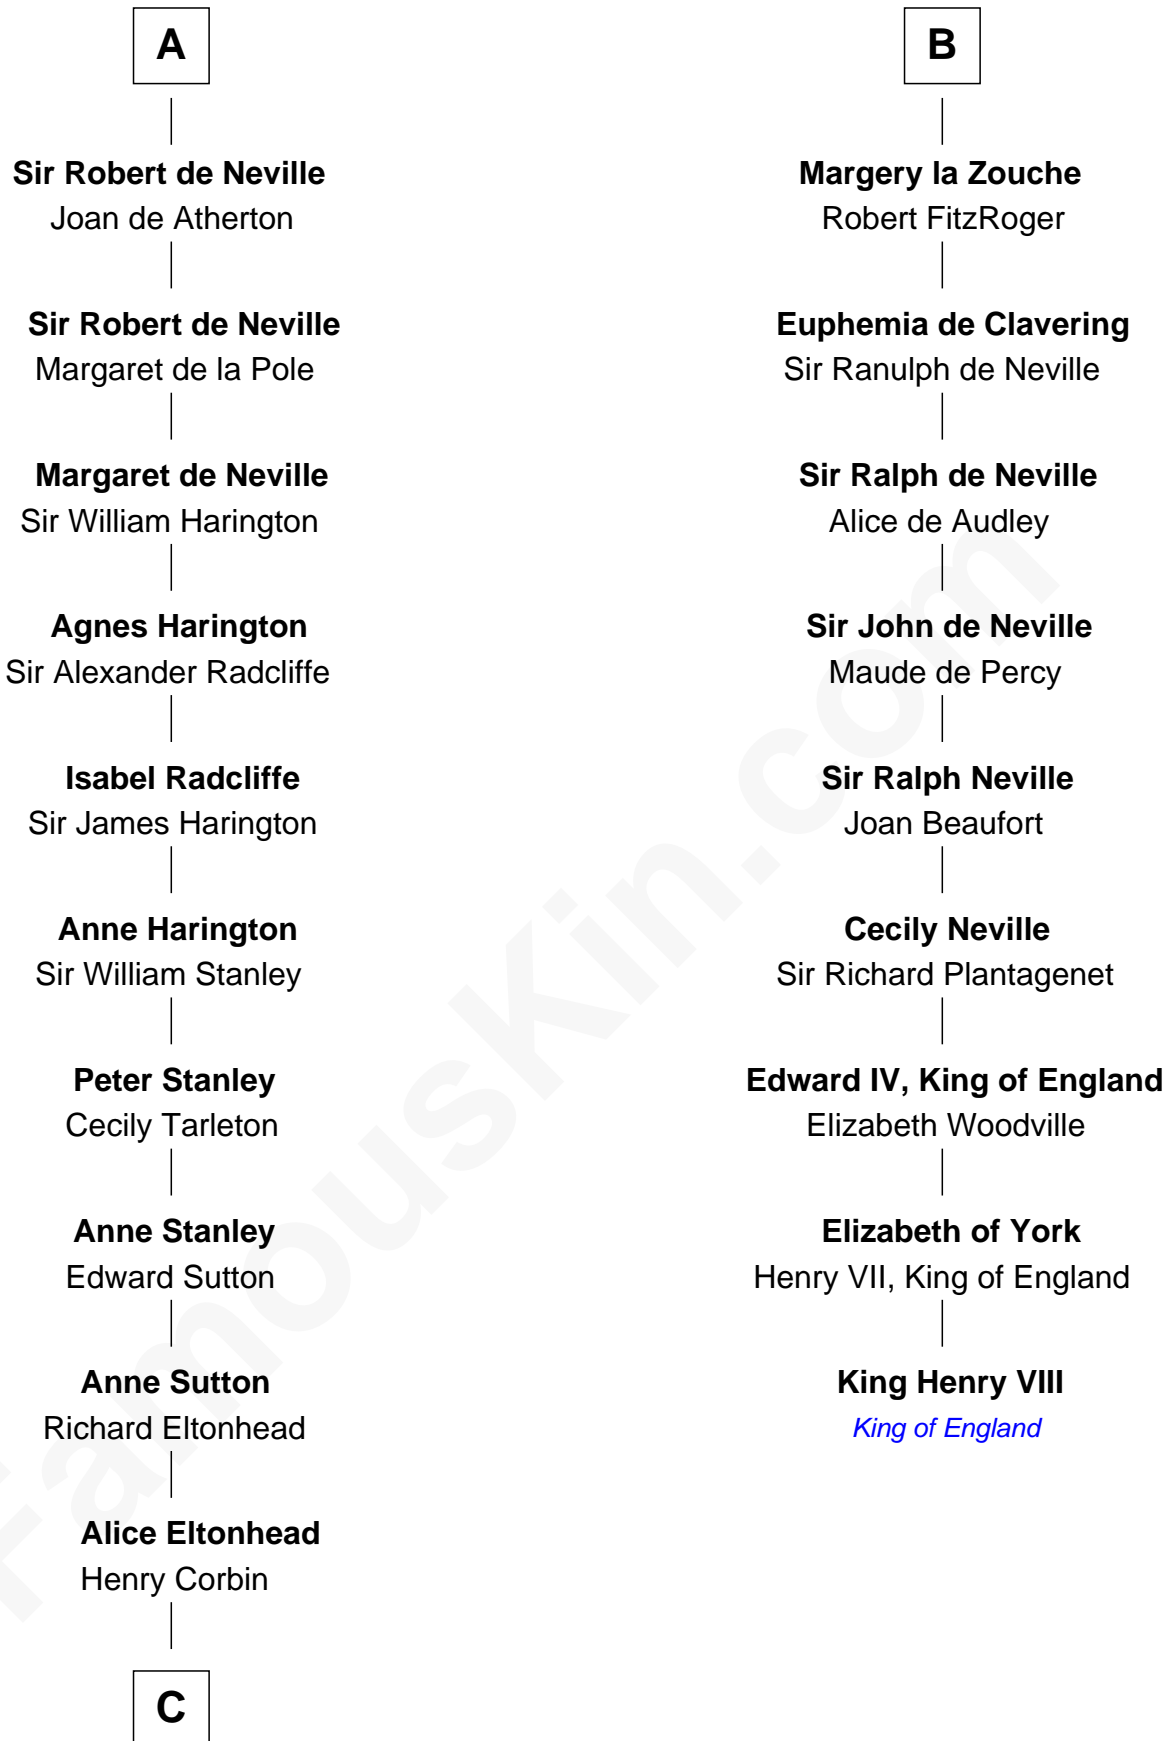 A
Sir Robert de Neville
Joan de Atherton
Sir Robert de Neville
Margaret de la Pole
Margaret de Neville
Sir William Harington
Agnes Harington
Sir Alexander Radcliffe
Isabel Radcliffe
Sir James Harington
Anne Harington
Sir William Stanley
Peter Stanley
Cecily Tarleton
Anne Stanley
Edward Sutton
Anne Sutton
Richard Eltonhead
Alice Eltonhead
Henry Corbin
C
B
Margery la Zouche
Robert FitzRoger
Euphemia de Clavering
Sir Ranulph de Neville
Sir Ralph de Neville
Alice de Audley
Sir John de Neville
Maude de Percy
Sir Ralph Neville
Joan Beaufort
Cecily Neville
Sir Richard Plantagenet
Edward IV, King of England
Elizabeth Woodville
Elizabeth of York
Henry VII, King of England
King Henry VIII
King of England
FamousKin.com